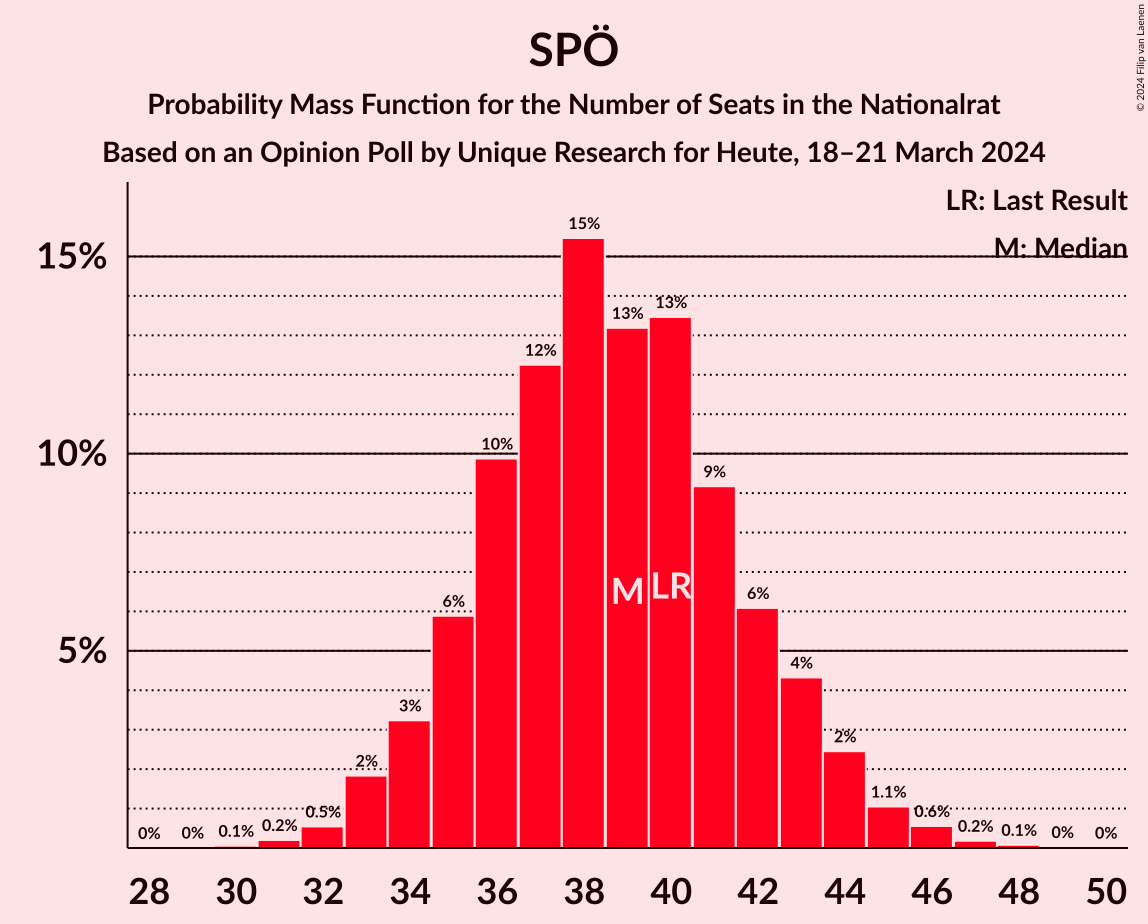 SPÖ
Probability Mass Function for the Number of Seats in the Nationalrat
Based on an Opinion Poll by Unique Research for Heute, 18–21 March 2024
© 2024 Filip van Laenen
LR: Last Result
M: Median
15%
10%
5%
0%
0%
0.1%
0.2%
0.5%
2%
3%
6%
10%
12%
15%
13%
13%
9%
6%
4%
2%
1.1%
0.6%
0.2%
0.1%
0%
0%
M
LR
28 30 32 34 36 38 40 42 44 46 48 50